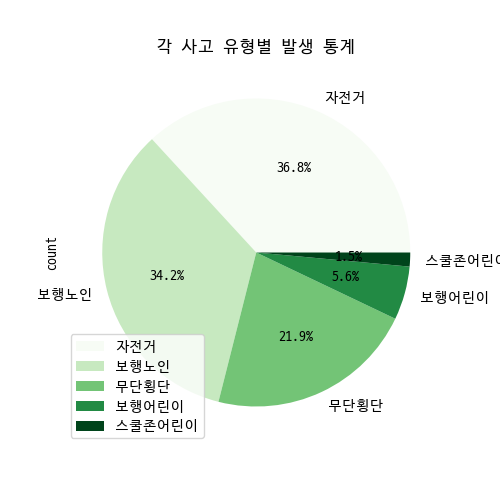 각 사고 유형별 발생 통계
자전거
36.8%
count
보행노인
34.2%
무단횡단
21.9%
보행어린이
5.6%
스쿨존어린이
1.5%
자전거
보행노인
무단횡단
보행어린이
스쿨존어린이